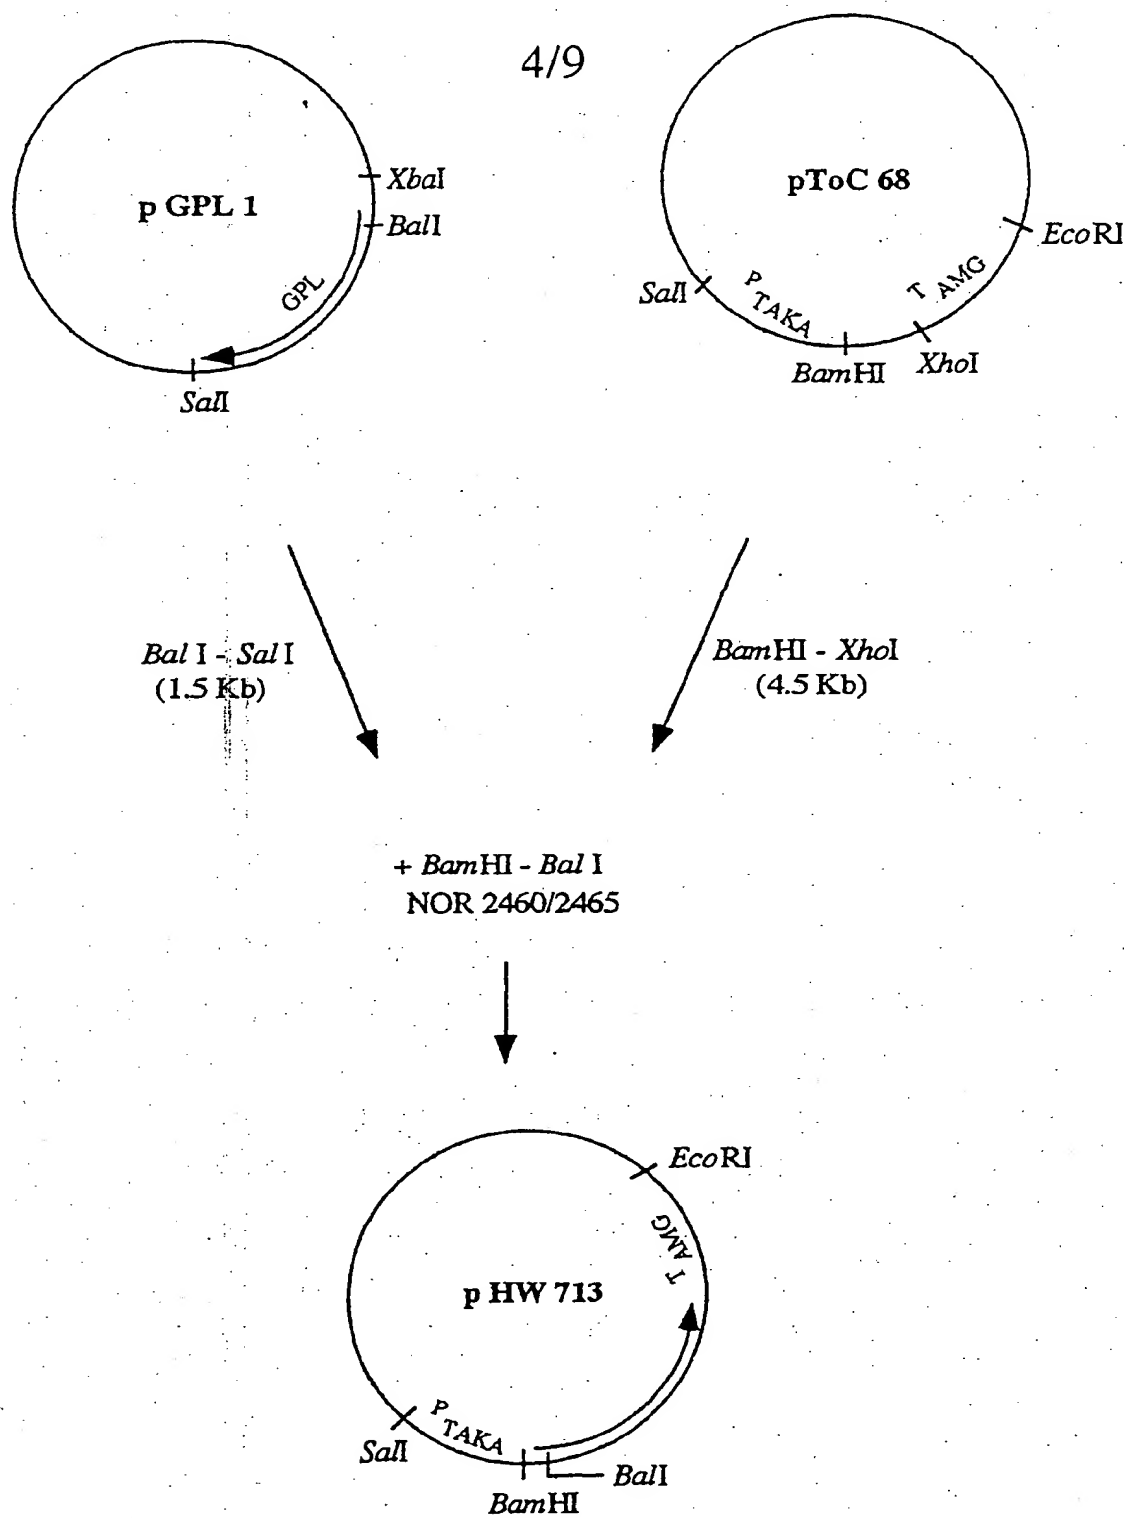 4/9
p GPL 1
XbaI
BalI
GPL
SalI
pToC 68
EcoRI
T AMG
XhoI
BamHI
P TAKA
SalI
Bal I - Sal I
(1.5 Kb)
BamHI - XhoI
(4.5 Kb)
+ BamHI - Bal I
NOR 2460/2465
EcoRI
T AMG
p HW 713
P TAKA
SalI
BalI
BamHI